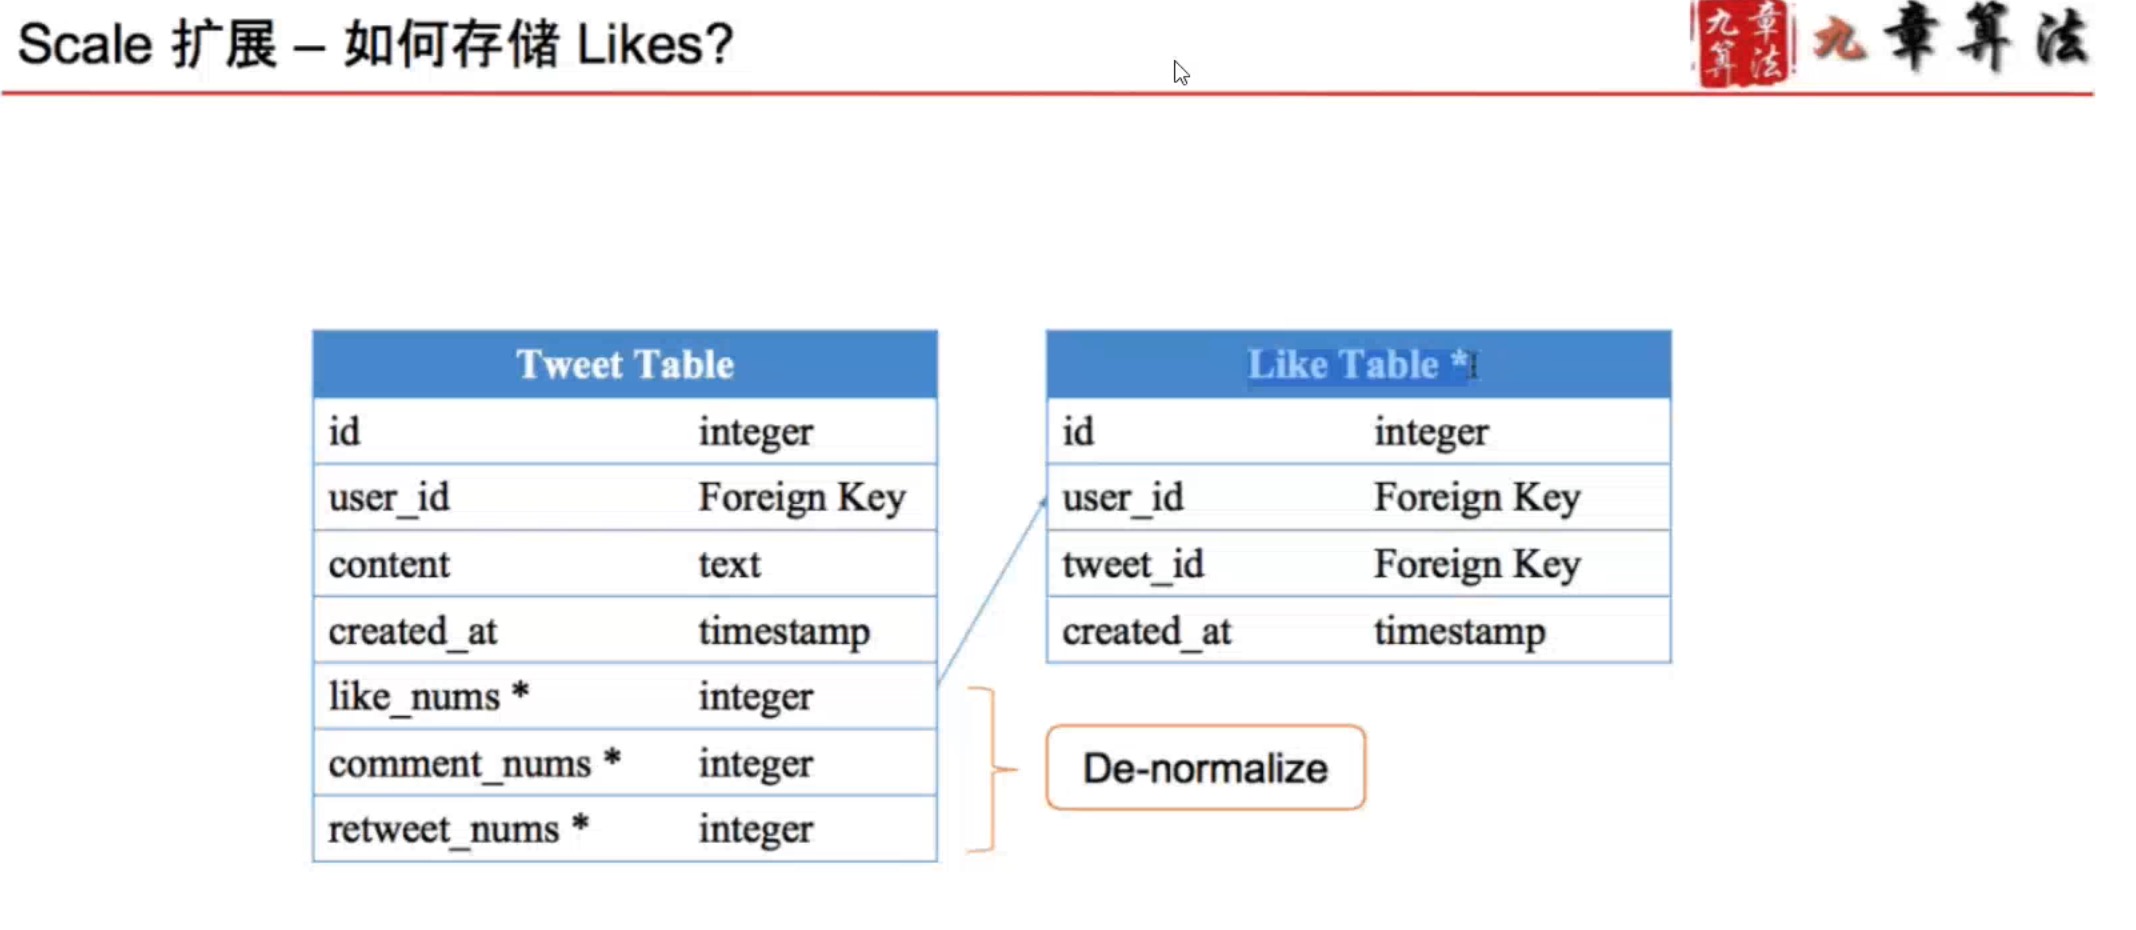 Scale 扩展 – 如何存储 Likes?
九章算法
九章算法
Tweet Table
id integer
user_id Foreign Key
content text
created_at timestamp
like_nums * integer
comment_nums * integer
retweet_nums * integer
Like Table *
id integer
user_id Foreign Key
tweet_id Foreign Key
created_at timestamp
De-normalize